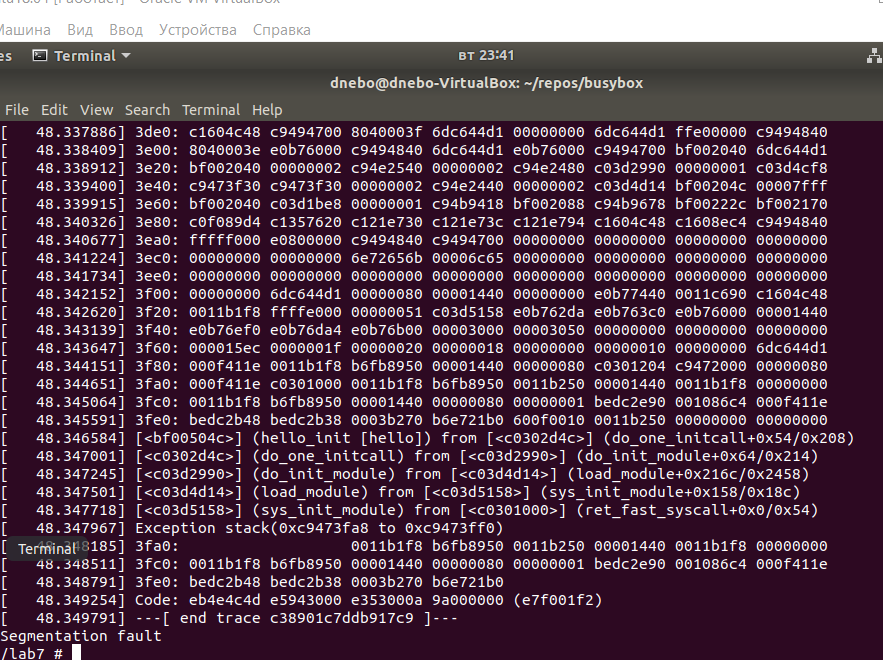 Oracle VM VirtualBox
Машина Вид Ввод Устройства Справка
es Terminal вт 23:41
dnebo@dnebo-VirtualBox: ~/repos/busybox
File Edit View Search Terminal Help
[   48.337886] 3de0: c1604c48 c9494700 8040003f 6dc644d1 00000000 6dc644d1 ffe00000 c9494840
[   48.338409] 3e00: 8040003e e0b76000 c9494840 6dc644d1 e0b76000 c9494700 bf002040 6dc644d1
[   48.338912] 3e20: bf002000 00000002 c94e2540 00000002 c94e2480 c03d2990 00000001 c03d4cf8
[   48.339400] 3e40: c9473f30 c9473f30 00000002 c94e2440 00000002 c03d4d14 bf00204c 00007fff
[   48.339915] 3e60: bf002040 c03d1be8 00000001 c94b9418 bf002088 c94b9678 bf00222c bf002170
[   48.340326] 3e80: c0f089d4 c1357620 c121e730 c121e73c c121e794 c1604c48 c1608ec4 c9494840
[   48.340677] 3ea0: fffff000 e0800000 c9494840 c9494700 00000000 00000000 00000000 00000000
[   48.341224] 3ec0: 00000000 00000000 6e72656b 00006c65 00000000 00000000 00000000 00000000
[   48.341734] 3ee0: 00000000 00000000 00000000 00000000 00000000 00000000 00000000 00000000
[   48.342152] 3f00: 00000000 6dc644d1 00000080 00001440 00000000 e0b77440 0011c690 c1604c48
[   48.342620] 3f20: 0011b1f8 ffffe000 00000051 c03d5158 e0b762da e0b763c0 e0b76000 00001440
[   48.343139] 3f40: e0b76ef0 e0b76da4 e0b76b00 00003000 00003050 00000000 00000000 00000000
[   48.343647] 3f60: 000015ec 0000001f 00000020 00000018 00000000 00000010 00000000 6dc644d1
[   48.344151] 3f80: 000f411e 0011b1f8 b6fb8950 00001440 00000080 c0301204 c9472000 00000080
[   48.344651] 3fa0: 000f411e c0301000 0011b1f8 b6fb8950 0011b250 00001440 0011b1f8 00000000
[   48.345064] 3fc0: 0011b1f8 b6fb8950 00001440 00000080 00000001 bedc2e90 001086c4 000f411e
[   48.345591] 3fe0: bedc2b48 bedc2b38 0003b270 b6e721b0 600f0010 0011b250 00000000 00000000
[   48.346584] [<bf00504c>] (hello_init [hello]) from [<c0302d4c>] (do_one_initcall+0x54/0x208)
[   48.347001] [<c0302d4c>] (do_one_initcall) from [<c03d2990>] (do_init_module+0x64/0x214)
[   48.347245] [<c03d2990>] (do_init_module) from [<c03d4d14>] (load_module+0x216c/0x2458)
[   48.347501] [<c03d4d14>] (load_module) from [<c03d5158>] (sys_init_module+0x158/0x18c)
[   48.347718] [<c03d5158>] (sys_init_module) from [<c0301000>] (ret_fast_syscall+0x0/0x54)
[   48.347967] Exception stack(0xc9473fa8 to 0xc9473ff0)
[ Terminal 8185] 3fa0:                   0011b1f8 b6fb8950 0011b250 00001440 0011b1f8 00000000
[   48.348511] 3fc0: 0011b1f8 b6fb8950 00001440 00000080 00000001 bedc2e90 001086c4 000f411e
[   48.348791] 3fe0: bedc2b48 bedc2b38 0003b270 b6e721b0
[   48.349254] Code: eb4e4c4d e5943000 e353000a 9a000000 (e7f001f2)
[   48.349791] ---[ end trace c38901c7ddb917c9 ]---
Segmentation fault
/lab7 #